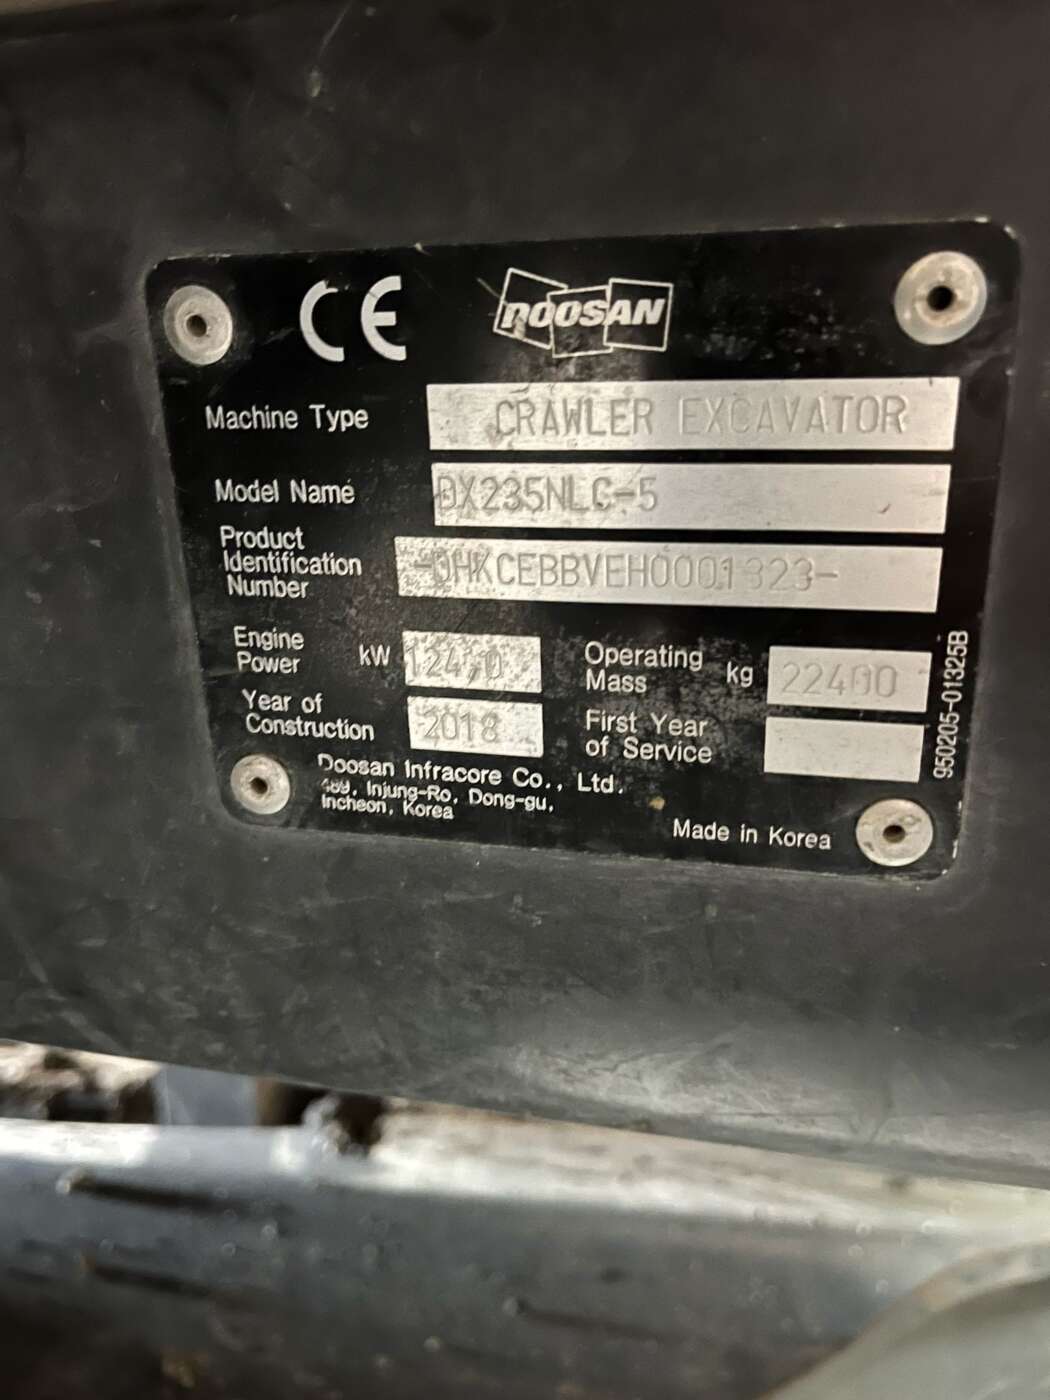 CE
DOOSAN
Machine Type CRAWLER EXCAVATOR
Model Name DX235NLC-5
Product
Identification
Number -DHKCEBBVEH0001323-
Engine
Power kW 124,0
Operating
Mass kg 22400
Year of
Construction 2018
First Year
of Service
Doosan Infracore Co., Ltd.
489, Injung-Ro, Dong-gu,
Incheon, Korea
Made in Korea
950205-01325B